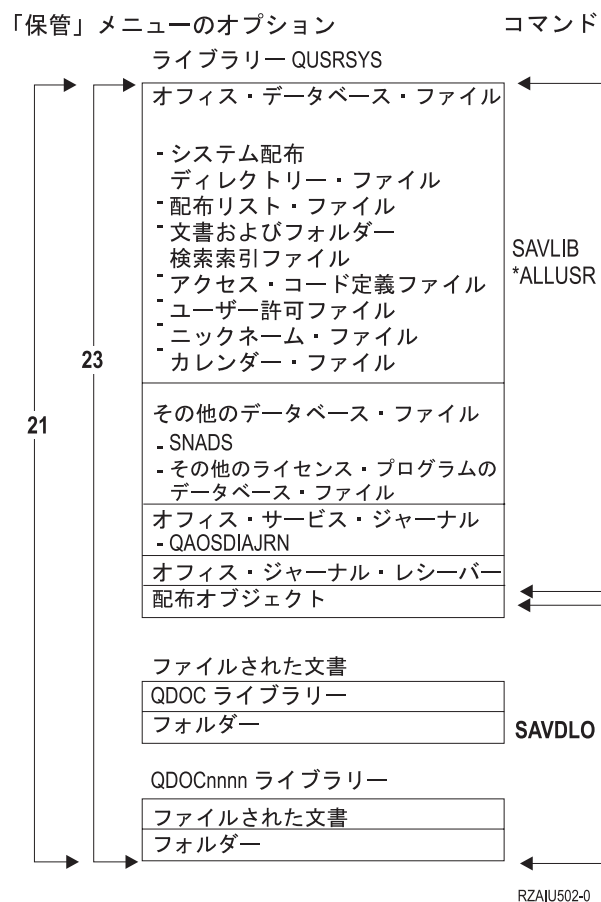 「保管」メニューのオプション コマンド
ライブラリー QUSRSYS
オフィス・データベース・ファイル
- システム配布
ディレクトリー・ファイル
- 配布リスト・ファイル
- 文書およびフォルダー
検索索引ファイル
- アクセス・コード定義ファイル
- ユーザー許可ファイル
- ニックネーム・ファイル
- カレンダー・ファイル
SAVLIB
*ALLUSR
23
21
その他のデータベース・ファイル
- SNADS
- その他のライセンス・プログラムの
データベース・ファイル
オフィス・サービス・ジャーナル
- QAOSDIAJRN
オフィス・ジャーナル・レシーバー
配布オブジェクト
ファイルされた文書
QDOC ライブラリー
フォルダー
SAVDLO
QDOCnnnn ライブラリー
ファイルされた文書
フォルダー
RZAIU502-0